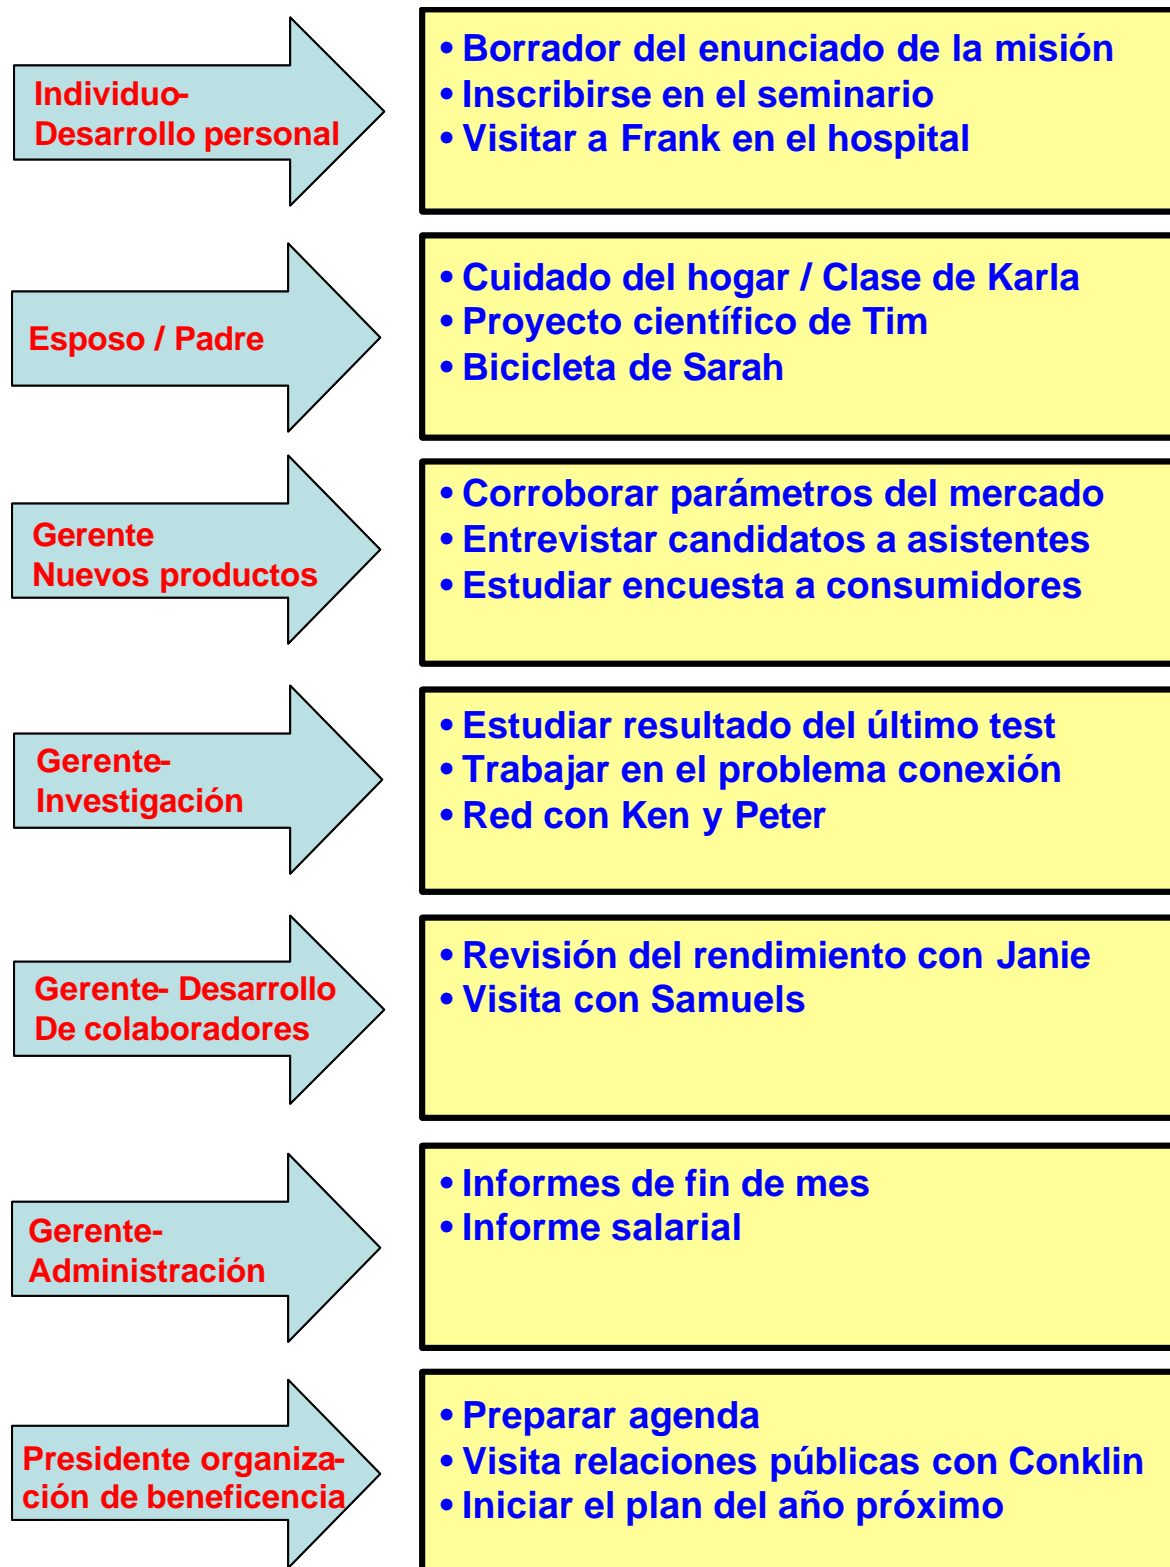 Individuo-
Desarrollo personal
• Borrador del enunciado de la misión
• Inscribirse en el seminario
• Visitar a Frank en el hospital
Esposo / Padre
• Cuidado del hogar / Clase de Karla
• Proyecto científico de Tim
• Bicicleta de Sarah
Gerente
Nuevos productos
• Corroborar parámetros del mercado
• Entrevistar candidatos a asistentes
• Estudiar encuesta a consumidores
Gerente-
Investigación
• Estudiar resultado del último test
• Trabajar en el problema conexión
• Red con Ken y Peter
Gerente- Desarrollo
De colaboradores
• Revisión del rendimiento con Janie
• Visita con Samuels
Gerente-
Administración
• Informes de fin de mes
• Informe salarial
Presidente organiza-
ción de beneficencia
• Preparar agenda
• Visita relaciones públicas con Conklin
• Iniciar el plan del año próximo